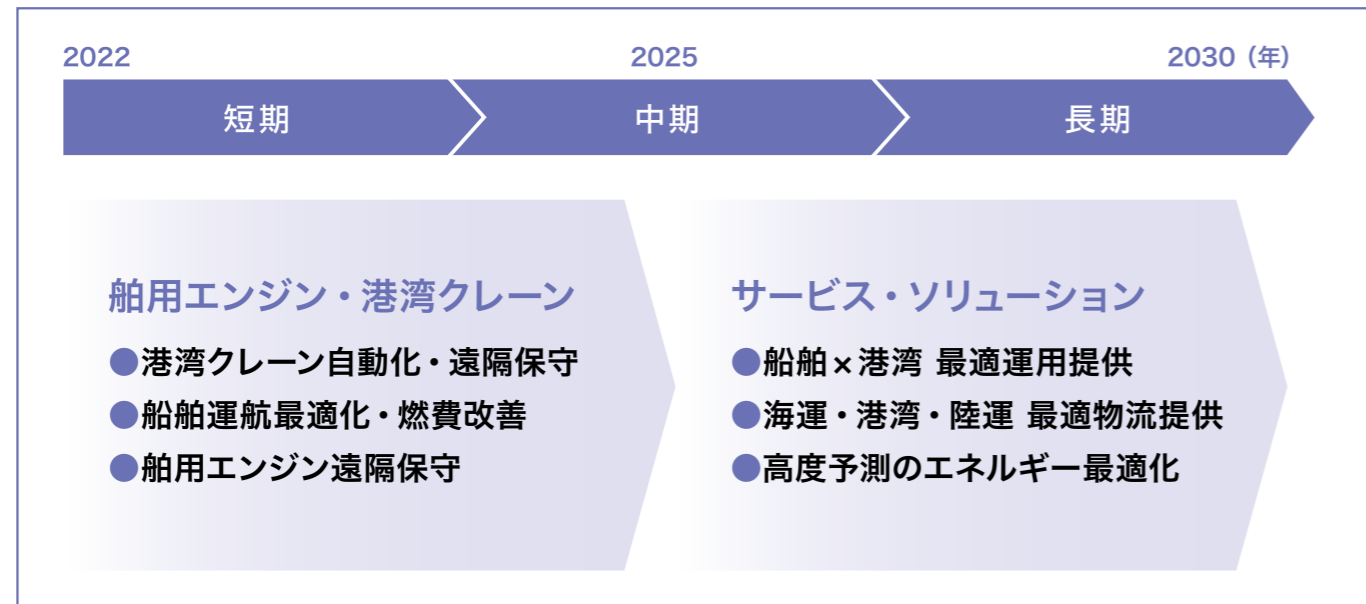 2022 2025 2030（年）
短期 中期 長期
舶用エンジン・港湾クレーン
●港湾クレーン自動化・遠隔保守
●船舶運航最適化・燃費改善
●舶用エンジン遠隔保守
サービス・ソリューション
●船舶×港湾 最適運用提供
●海運・港湾・陸運 最適物流提供
●高度予測のエネルギー最適化